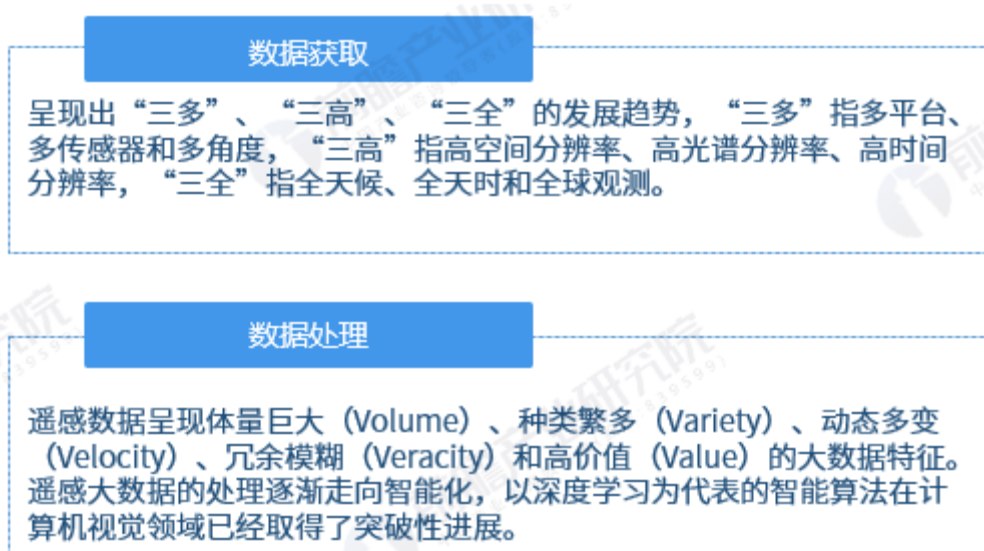 数据获取
呈现出“三多”、“三高”、“三全”的发展趋势，“三多”指多平台、
多传感器和多角度，“三高”指高空间分辨率、高光谱分辨率、高时间
分辨率，“三全”指全天候、全天时和全球观测。
数据处理
遥感数据呈现体量巨大（Volume）、种类繁多（Variety）、动态多变
（Velocity）、冗余模糊（Veracity）和高价值（Value）的大数据特征。
遥感大数据的处理逐渐走向智能化，以深度学习为代表的智能算法在计
算机视觉领域已经取得了突破性进展。